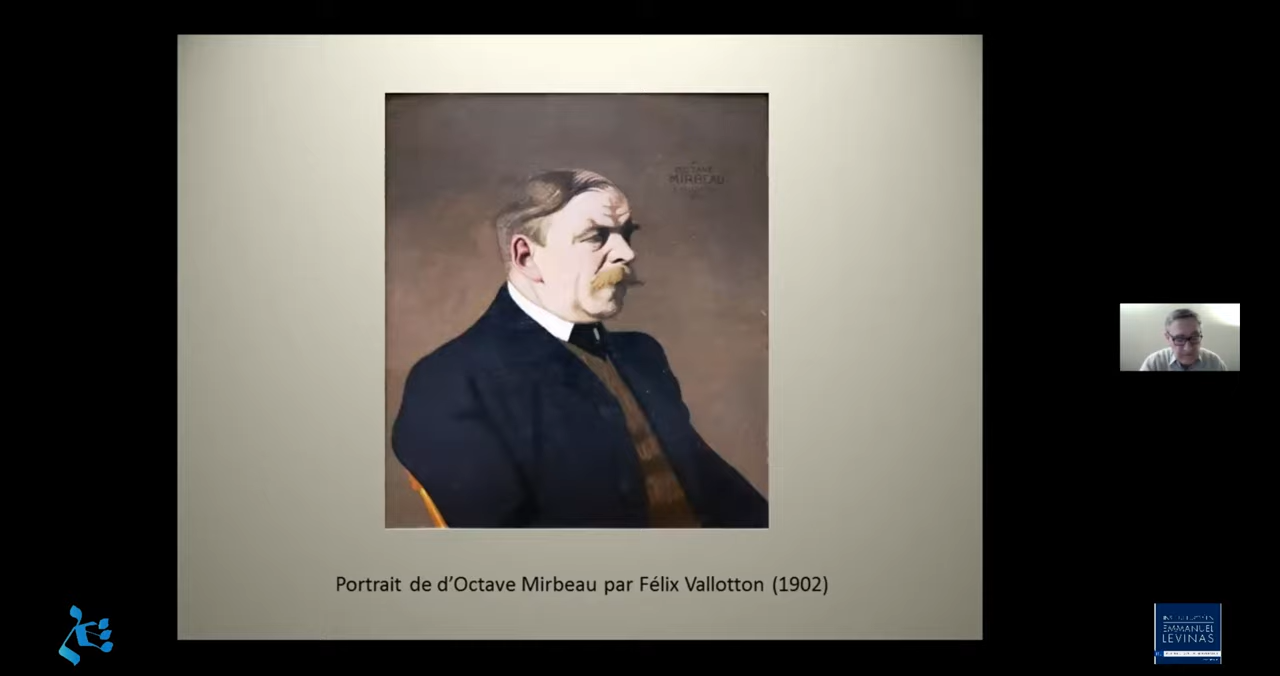 OCTAVE
MIRBEAU
Portrait de d’Octave Mirbeau par Félix Vallotton (1902)
EMMANUEL
LEVINAS